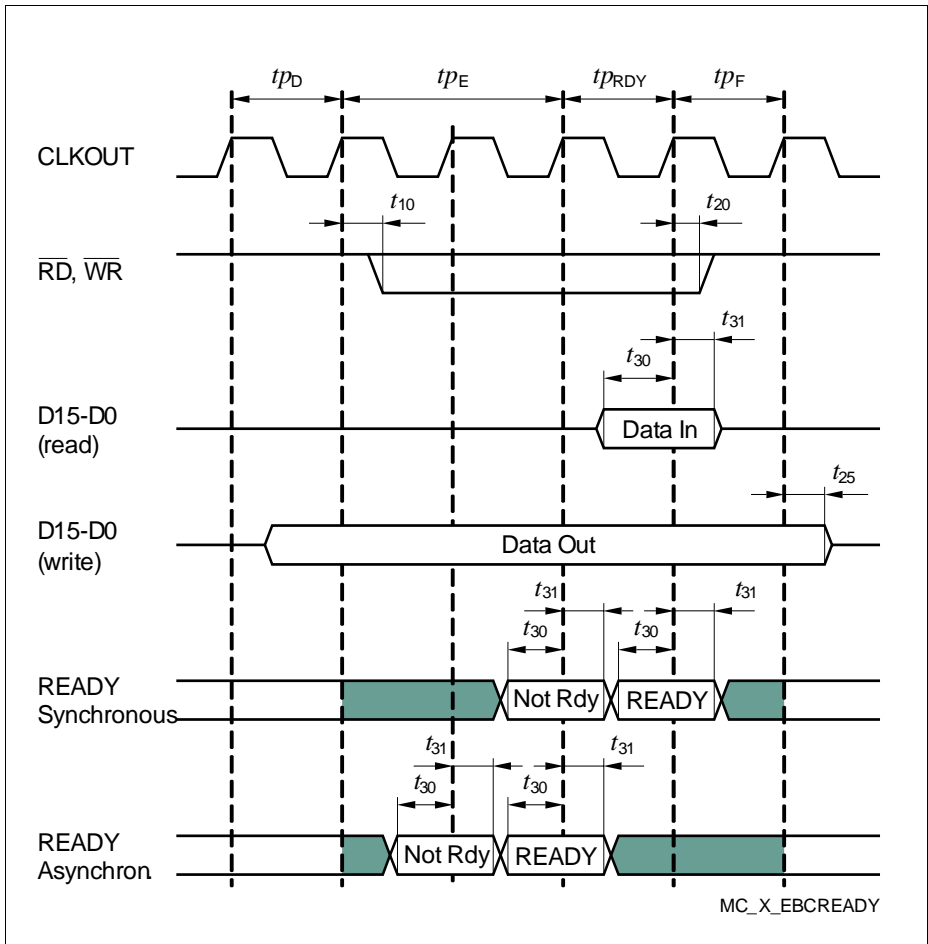 tpD tpE tpRDY tpF
CLKOUT
t10 t20
RD, WR
t31
t30
D15-D0
(read)
Data In
t25
D15-D0
(write)
Data Out
t31 t31
t30 t30
READY
Synchronous
Not Rdy READY
t31 t31
t30 t30
READY
Asynchron.
Not Rdy READY
MC_X_EBCREADY